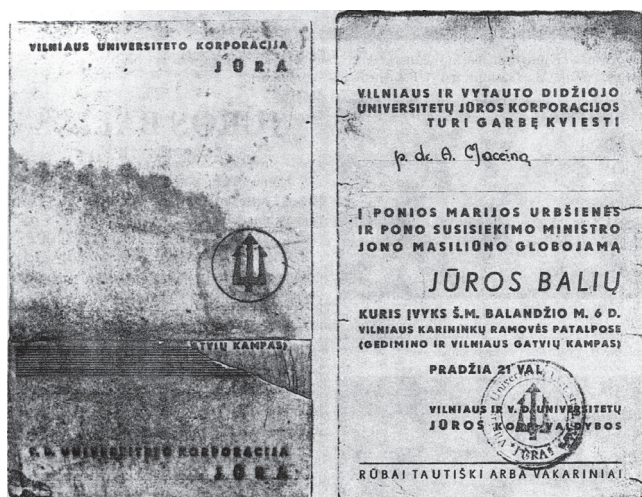 VILNIAUS UNIVERSITETO KORPORACIJA
JŪRA
GATVIŲ KAMPAS)
V. D. UNIVERSITETO KORPORACIJA
JŪRA
VILNIAUS IR VYTAUTO DIDŽIOJO
UNIVERSITETŲ JŪROS KORPORACIJOS
TURI GARBĘ KVIESTI
p. dr. A. Maceiną
Į PONIOS MARIJOS URBŠIENĖS
IR PONO SUSISIEKIMO MINISTRO
JONO MASILIŪNO GLOBOJAMĄ
JŪROS BALIŲ
KURIS ĮVYKS Š.M. BALANDŽIO M. 6 D.
VILNIAUS KARININKŲ RAMOVĖS PATALPOSE
(GEDIMINO IR VILNIAUS GATVIŲ KAMPAS)
PRADŽIA 21 VAL.
VILNIAUS IR V. D. UNIVERSITETŲ
JŪROS KORP. VALDYBOS
"JŪRA"
RŪBAI TAUTIŠKI ARBA VAKARINIAI